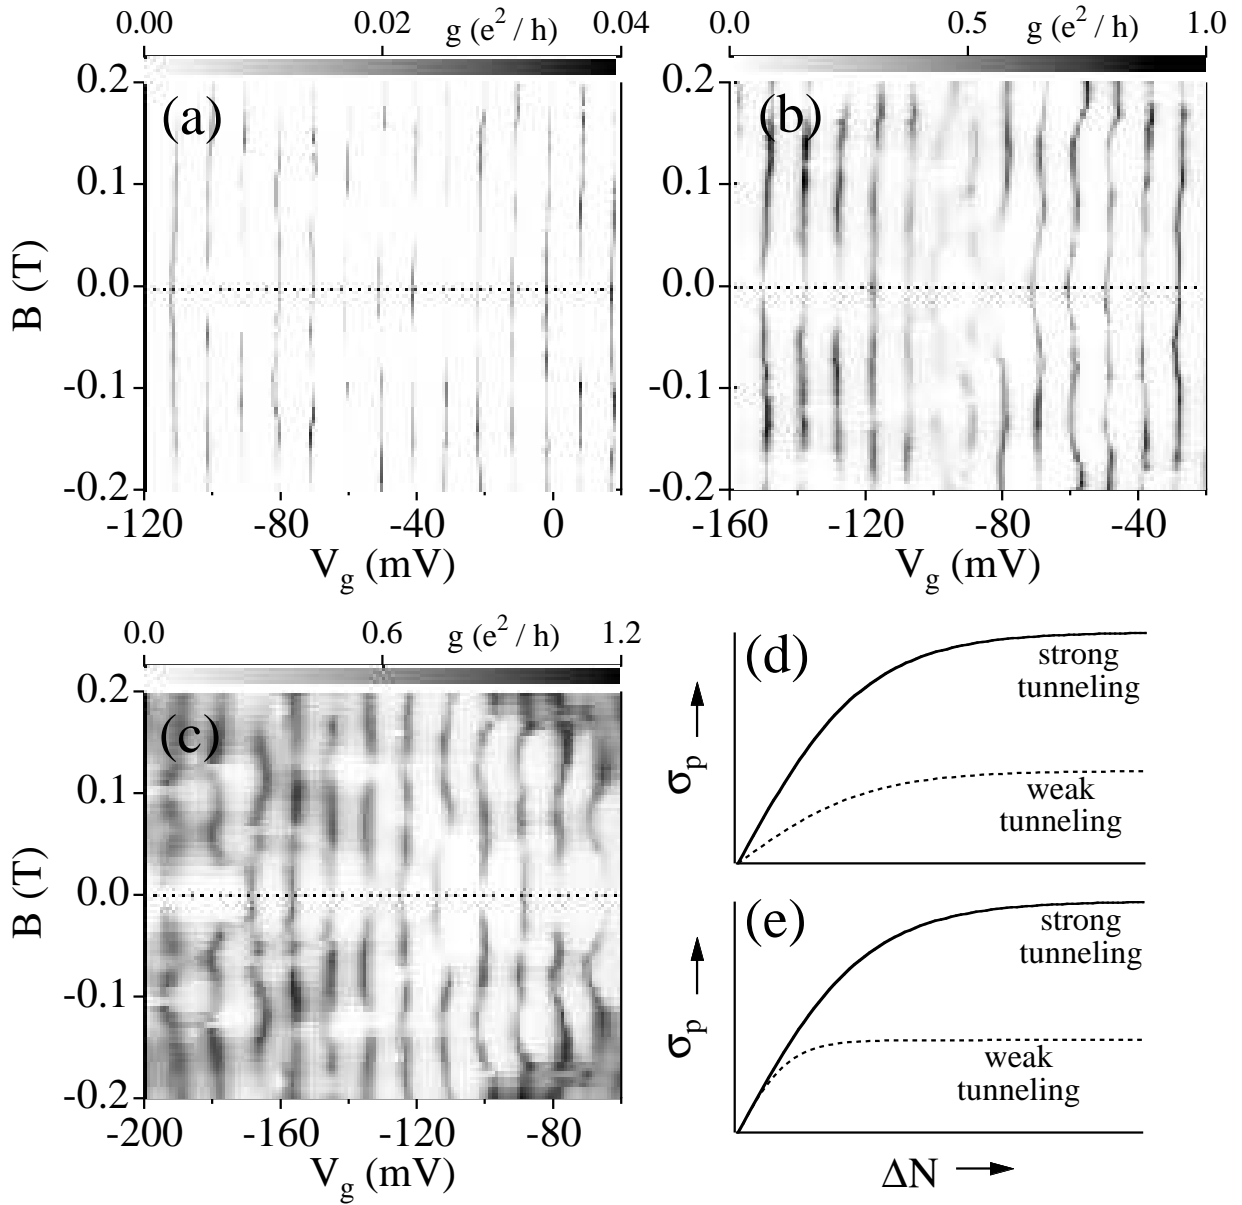 0.00 0.02 g (e² / h) 0.04
(a)
0.2
0.1
0.0
-0.1
-0.2
B (T)
-120 -80 -40 0
V_g (mV)
0.0 0.5 g (e² / h) 1.0
(b)
0.2
0.1
0.0
-0.1
-0.2
-160 -120 -80 -40
V_g (mV)
0.0 0.6 g (e² / h) 1.2
(c)
0.2
0.1
0.0
-0.1
-0.2
B (T)
-200 -160 -120 -80
V_g (mV)
(d)
strong
tunneling
weak
tunneling
σ_p
(e)
strong
tunneling
weak
tunneling
σ_p
ΔN